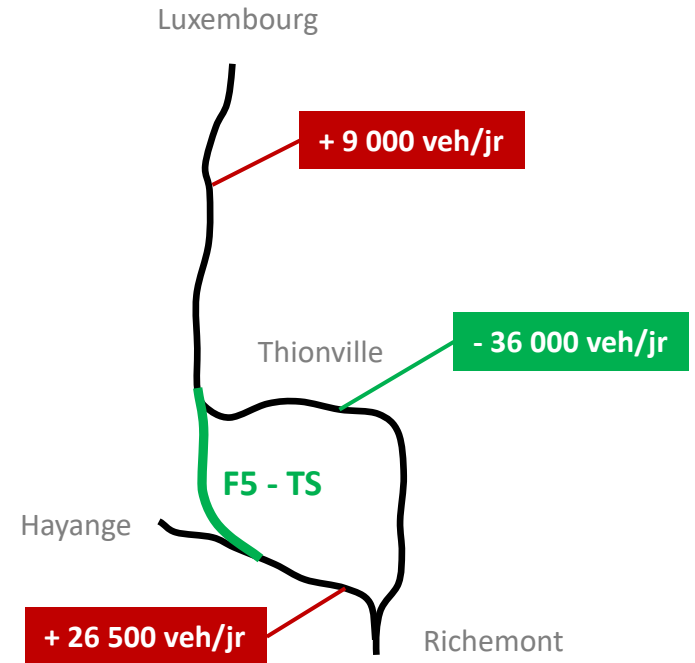 Luxembourg
+ 9 000 veh/jr
Thionville
- 36 000 veh/jr
F5 - TS
Hayange
+ 26 500 veh/jr
Richemont